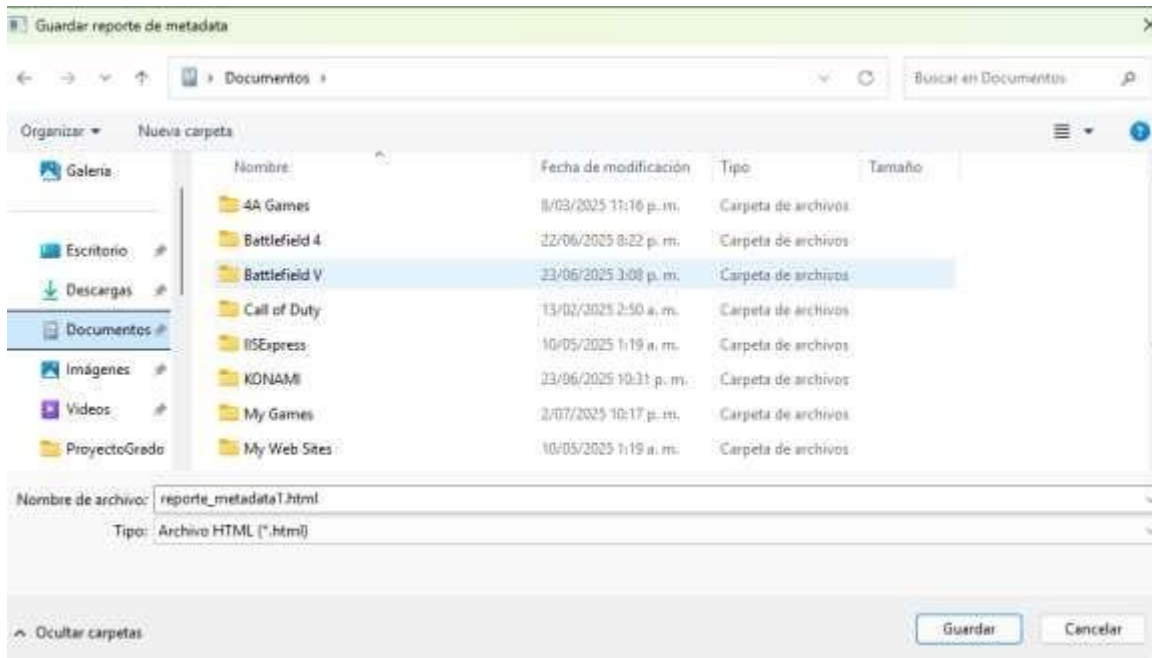 Guardar reporte de metadata
Documentos
Buscar en Documentos
Organizar
Nueva carpeta
Nombre Fecha de modificación Tipo Tamaño
Galería
4A Games 8/03/2025 11:16 p. m. Carpeta de archivos
Battlefield 4 22/06/2025 8:22 p. m. Carpeta de archivos
Escritorio
Battlefield V 23/06/2025 3:08 p. m. Carpeta de archivos
Descargas
Call of Duty 13/02/2025 2:50 a. m. Carpeta de archivos
Documentos
IISExpress 10/05/2025 1:19 a. m. Carpeta de archivos
Imágenes
KONAMI 23/06/2025 10:31 p. m. Carpeta de archivos
Videos
My Games 2/07/2025 10:17 p. m. Carpeta de archivos
ProyectoGrado
My Web Sites 10/05/2025 1:19 a. m. Carpeta de archivos
Nombre de archivo: reporte_metadata1.html
Tipo: Archivo HTML (*.html)
Ocultar carpetas
Guardar
Cancelar